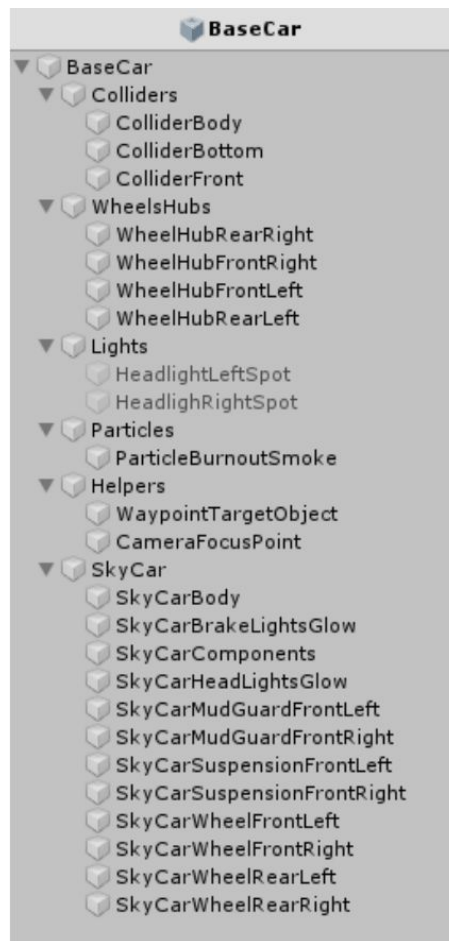 BaseCar
BaseCar
Colliders
ColliderBody
ColliderBottom
ColliderFront
WheelsHubs
WheelHubRearRight
WheelHubFrontRight
WheelHubFrontLeft
WheelHubRearLeft
Lights
HeadlightLeftSpot
HeadlighRightSpot
Particles
ParticleBurnoutSmoke
Helpers
WaypointTargetObject
CameraFocusPoint
SkyCar
SkyCarBody
SkyCarBrakeLightsGlow
SkyCarComponents
SkyCarHeadLightsGlow
SkyCarMudGuardFrontLeft
SkyCarMudGuardFrontRight
SkyCarSuspensionFrontLeft
SkyCarSuspensionFrontRight
SkyCarWheelFrontLeft
SkyCarWheelFrontRight
SkyCarWheelRearLeft
SkyCarWheelRearRight